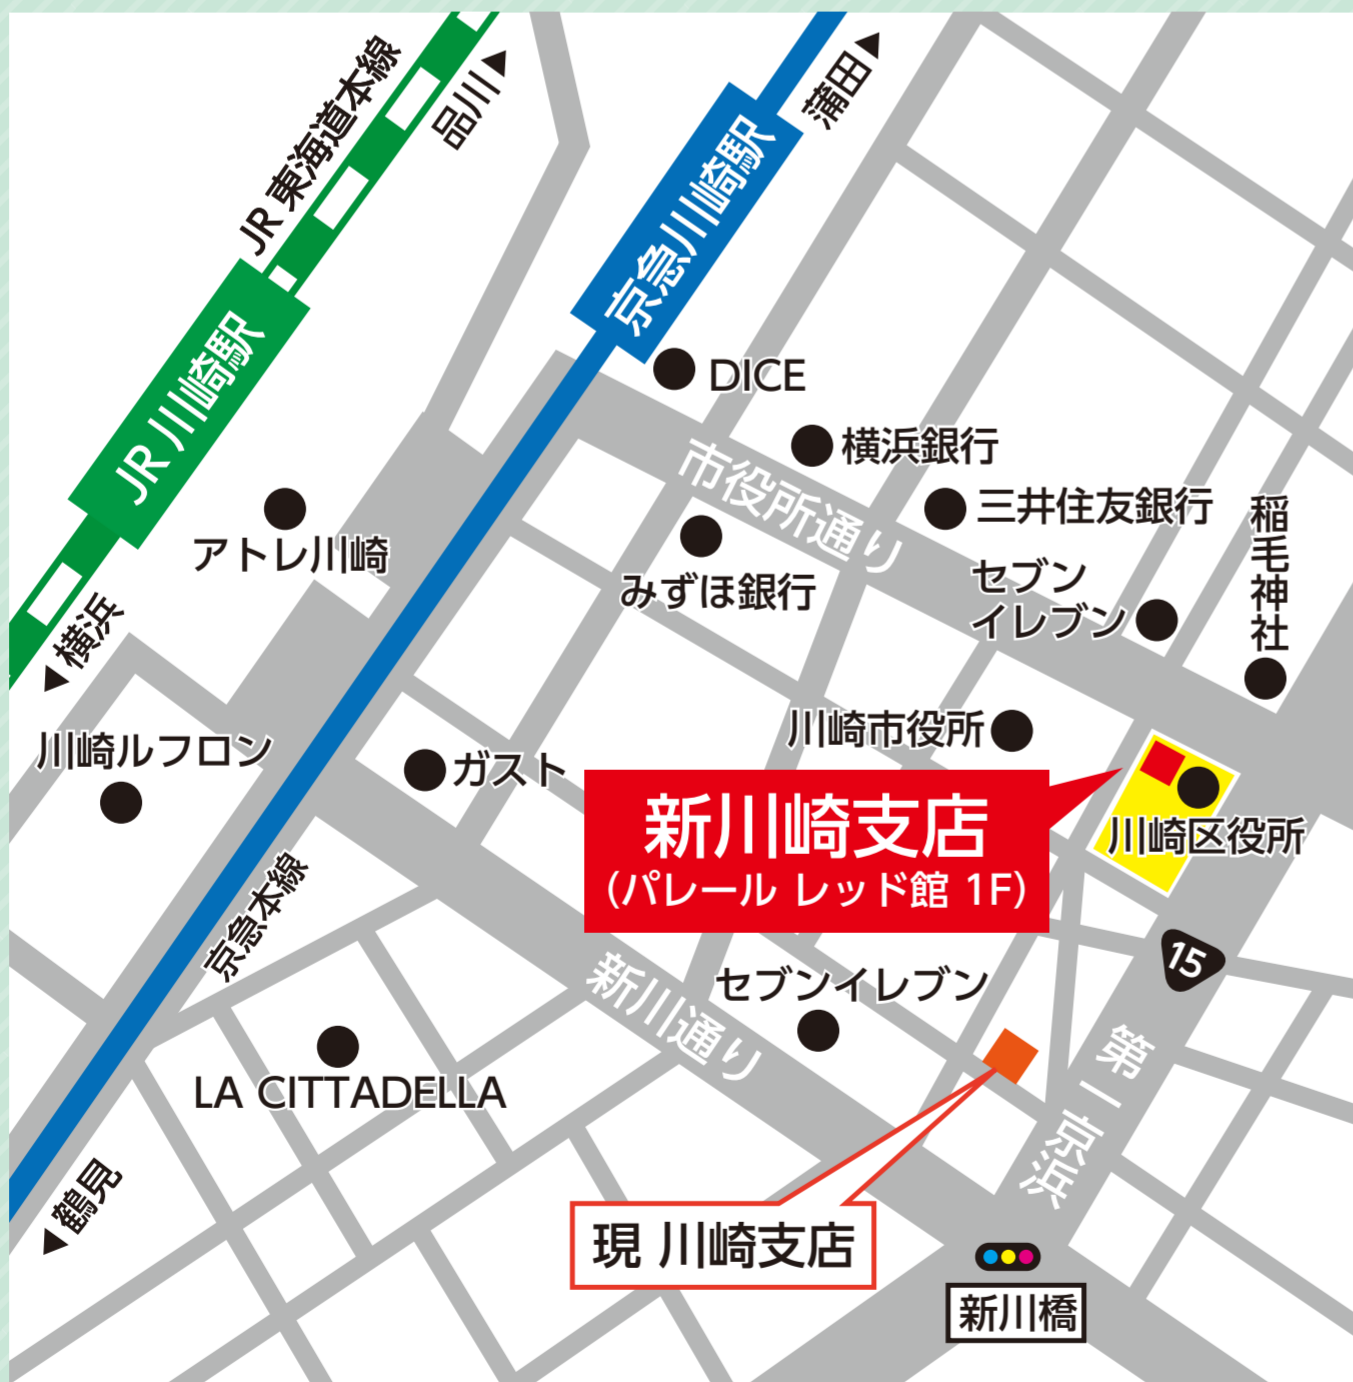 JR 東海道本線
品川▲
蒲田▲
京急川崎駅
JR 川崎駅
DICE
横浜銀行
市役所通り
三井住友銀行
稲毛神社
アトレ川崎
みずほ銀行
セブン
イレブン
◀横浜
川崎市役所
川崎ルフロン
ガスト
新川崎支店
（パレール レッド館 1F）
川崎区役所
京急本線
15
新川通り
セブンイレブン
第一京浜
LA CITTADELLA
◀鶴見
現 川崎支店
新川橋